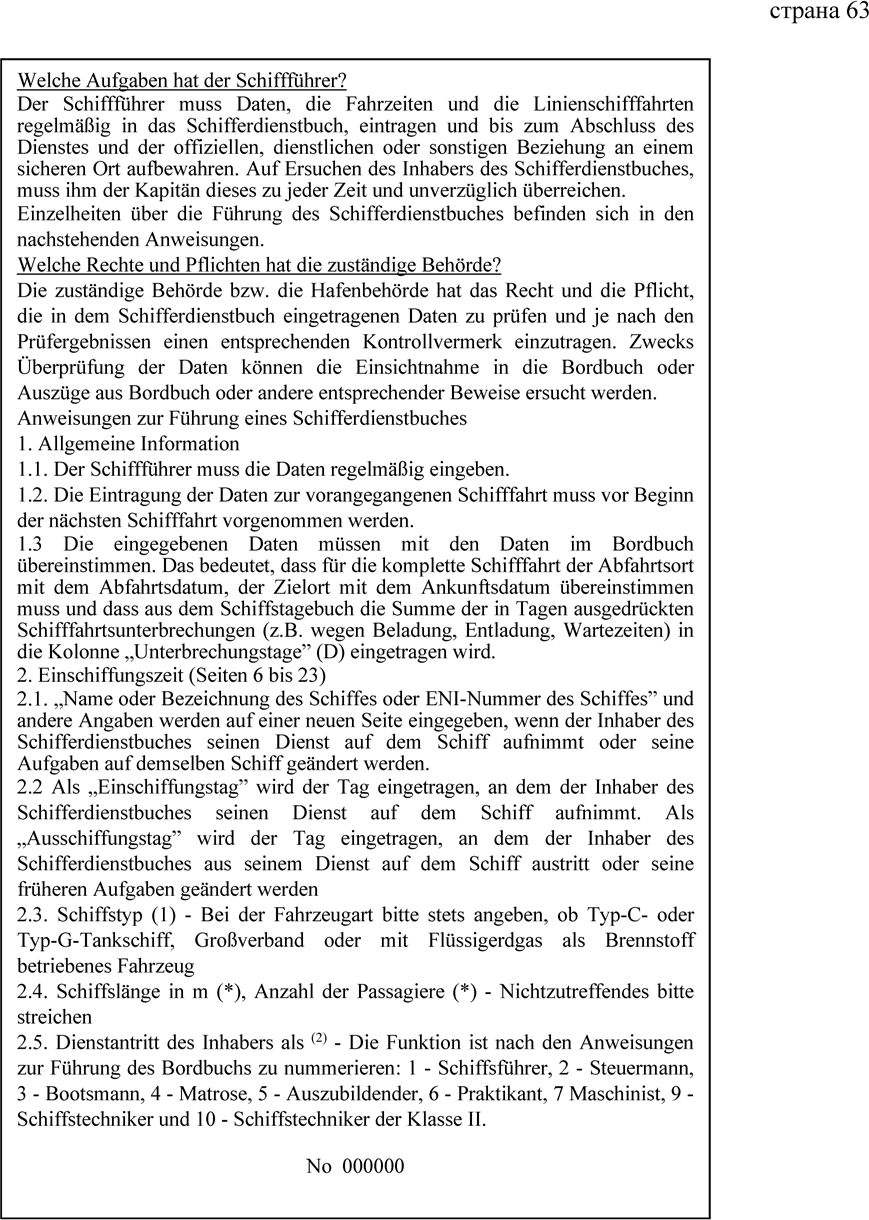 страна 63
Welche Aufgaben hat der Schiffführer?
Der Schiffführer muss Daten, die Fahrzeiten und die Linienschifffahrten
regelmäßig in das Schifferdienstbuch, eintragen und bis zum Abschluss des
Dienstes und der offiziellen, dienstlichen oder sonstigen Beziehung an einem
sicheren Ort aufbewahren. Auf Ersuchen des Inhabers des Schifferdienstbuches,
muss ihm der Kapitän dieses zu jeder Zeit und unverzüglich überreichen.
Einzelheiten über die Führung des Schifferdienstbuches befinden sich in den
nachstehenden Anweisungen.
Welche Rechte und Pflichten hat die zuständige Behörde?
Die zuständige Behörde bzw. die Hafenbehörde hat das Recht und die Pflicht,
die in dem Schifferdienstbuch eingetragenen Daten zu prüfen und je nach den
Prüfergebnissen einen entsprechenden Kontrollvermerk einzutragen. Zwecks
Überprüfung der Daten können die Einsichtnahme in die Bordbuch oder
Auszüge aus Bordbuch oder andere entsprechender Beweise ersucht werden.
Anweisungen zur Führung eines Schifferdienstbuches
1. Allgemeine Information
1.1. Der Schiffführer muss die Daten regelmäßig eingeben.
1.2. Die Eintragung der Daten zur vorangegangenen Schifffahrt muss vor Beginn
der nächsten Schifffahrt vorgenommen werden.
1.3 Die eingegebenen Daten müssen mit den Daten im Bordbuch
übereinstimmen. Das bedeutet, dass für die komplette Schifffahrt der Abfahrtsort
mit dem Abfahrtsdatum, der Zielort mit dem Ankunftsdatum übereinstimmen
muss und dass aus dem Schiffstagebuch die Summe der in Tagen ausgedrückten
Schifffahrtsunterbrechungen (z.B. wegen Beladung, Entladung, Wartezeiten) in
die Kolonne „Unterbrechungstage” (D) eingetragen wird.
2. Einschiffungszeit (Seiten 6 bis 23)
2.1. „Name oder Bezeichnung des Schiffes oder ENI-Nummer des Schiffes” und
andere Angaben werden auf einer neuen Seite eingegeben, wenn der Inhaber des
Schifferdienstbuches seinen Dienst auf dem Schiff aufnimmt oder seine
Aufgaben auf demselben Schiff geändert werden.
2.2 Als „Einschiffungstag” wird der Tag eingetragen, an dem der Inhaber des
Schifferdienstbuches seinen Dienst auf dem Schiff aufnimmt. Als
„Ausschiffungstag” wird der Tag eingetragen, an dem der Inhaber des
Schifferdienstbuches aus seinem Dienst auf dem Schiff austritt oder seine
früheren Aufgaben geändert werden
2.3. Schiffstyp (1) - Bei der Fahrzeugart bitte stets angeben, ob Typ-C- oder
Typ-G-Tankschiff, Großverband oder mit Flüssigerdgas als Brennstoff
betriebenes Fahrzeug
2.4. Schiffslänge in m (*), Anzahl der Passagiere (*) - Nichtzutreffendes bitte
streichen
2.5. Dienstantritt des Inhabers als (2) - Die Funktion ist nach den Anweisungen
zur Führung des Bordbuchs zu nummerieren: 1 - Schiffsführer, 2 - Steuermann,
3 - Bootsmann, 4 - Matrose, 5 - Auszubildender, 6 - Praktikant, 7 Maschinist, 9 -
Schiffstechniker und 10 - Schiffstechniker der Klasse II.
No 000000